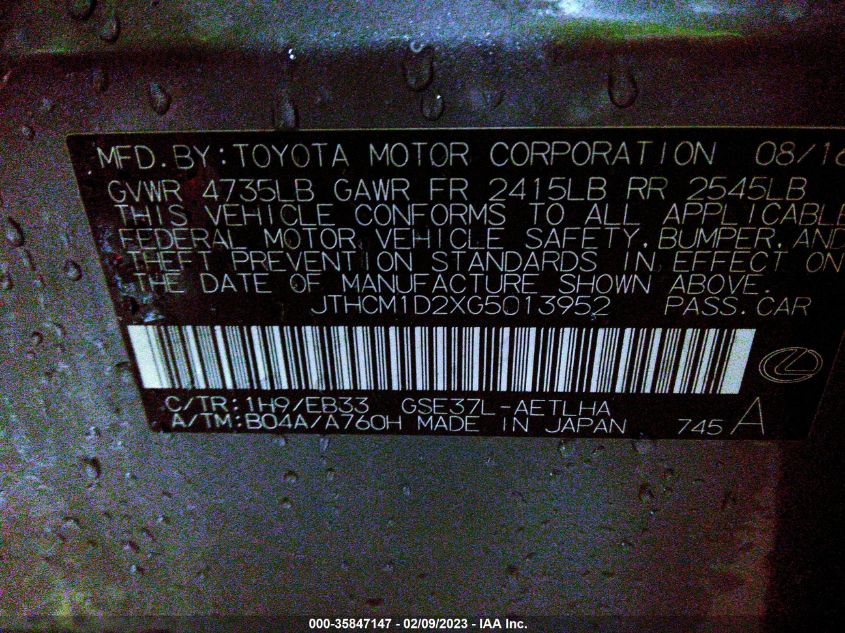 MFD.BY:TOYOTA MOTOR CORPORATION 08/16
GVWR 4735LB GAWR FR 2415LB RR 2545LB
THIS VEHICLE CONFORMS TO ALL APPLICABLE
FEDERAL MOTOR VEHICLE SAFETY, BUMPER, AND
THEFT PREVENTION STANDARDS IN EFFECT ON
THE DATE OF MANUFACTURE SHOWN ABOVE.
JTHCM1D2XG5013952 PASS.CAR
C/TR:1H9/EB33 GSE37L-AETLHA
A/TM:B04A/A760H MADE IN JAPAN 745 A
000-35847147 - 02/09/2023 - IAA Inc.